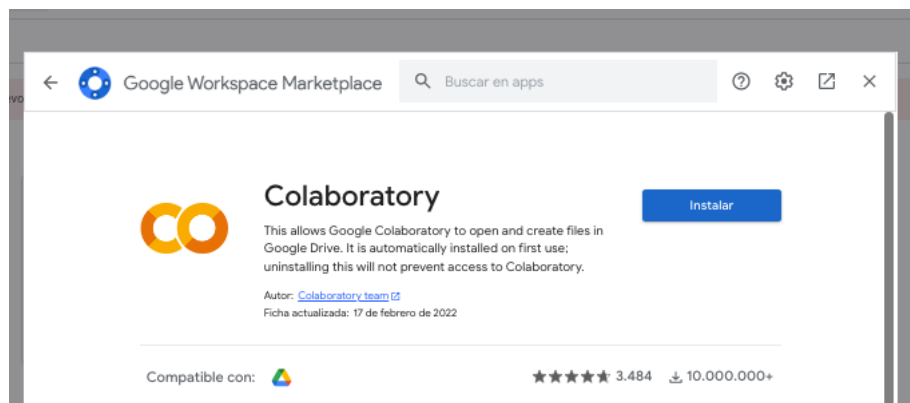 Google Workspace Marketplace
Buscar en apps
evo
Colaboratory
Instalar
This allows Google Colaboratory to open and create files in
Google Drive. It is automatically installed on first use;
uninstalling this will not prevent access to Colaboratory.
Autor: Colaboratory team
Ficha actualizada: 17 de febrero de 2022
Compatible con:
3.484
10.000.000+